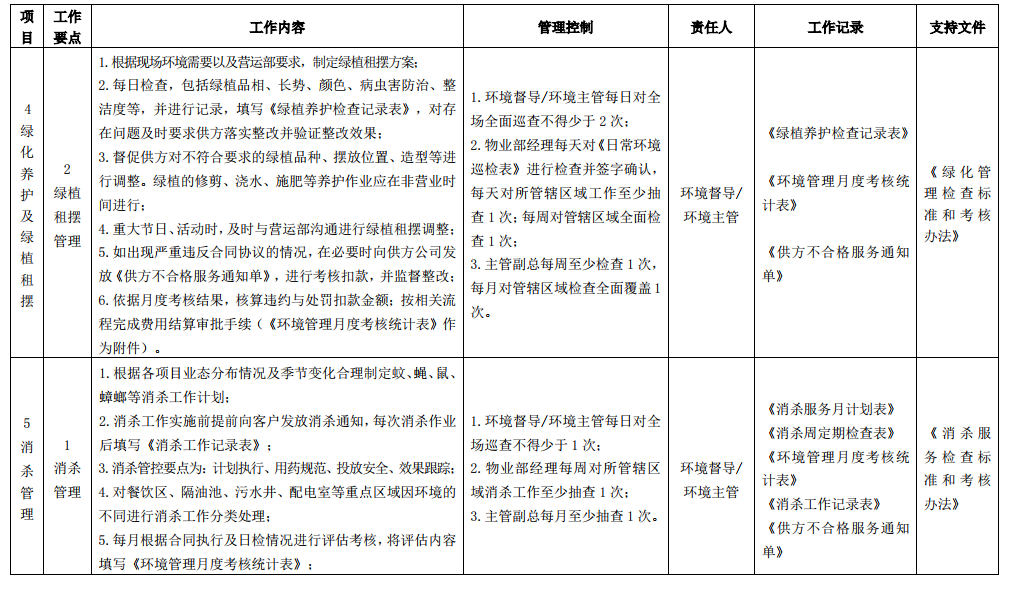 项目
工作要点
工作内容
管理控制
责任人
工作记录
支持文件
4
绿化养护及绿植租摆
2
绿植
租摆
管理
1.根据现场环境需要以及营运部要求，制定绿植租摆方案；
2.每日检查，包括绿植品相、长势、颜色、病虫害防治、整
洁度等，并进行记录，填写《绿植养护检查记录表》，对存
在问题及时要求供方落实整改并验证整改效果；
3.督促供方对不符合要求的绿植品种、摆放位置、造型等进
行调整。绿植的修剪、浇水、施肥等养护作业应在非营业时
间进行；
4.重大节日、活动时，及时与营运部沟通进行绿植租摆调整；
5.如出现严重违反合同协议的情况，在必要时向供方公司发
放《供方不合格服务通知单》，进行考核扣款，并监督整改；
6.依据月度考核结果，核算违约与处罚扣款金额；按相关流
程完成费用结算审批手续（《环境管理月度考核统计表》作
为附件）。
1.环境督导/环境主管每日对全
场全面巡查不得少于 2 次；
2.物业部经理每天对《日常环境
巡检表》进行检查并签字确认，
每天对所管辖区域工作至少抽
查 1 次；每周对管辖区域全面检
查 1 次；
3.主管副总每周至少检查 1 次，
每月对管辖区域检查全面覆盖 1
次。
环境督导/
环境主管
《绿植养护检查记录表》
《环境管理月度考核统
计表》
《供方不合格服务通知
单》
《绿化管
理检查标
准和考核
办法》
5
消杀管理
1
消杀
管理
1.根据各项目业态分布情况及季节变化合理制定蚊、蝇、鼠、
蟑螂等消杀工作计划；
2.消杀工作实施前提前向客户发放消杀通知，每次消杀作业
后填写《消杀工作记录表》；
3.消杀管控要点为：计划执行、用药规范、投放安全、效果跟踪；
4.对餐饮区、隔油池、污水井、配电室等重点区域因环境的
不同进行消杀工作分类处理；
5.每月根据合同执行及日检情况进行评估考核，将评估内容
填写《环境管理月度考核统计表》；
1.环境督导/环境主管每日对全
场巡查不得少于 1 次；
2.物业部经理每周对所管辖区
域消杀工作至少抽查 1 次；
3.主管副总每月至少抽查 1 次。
环境督导/
环境主管
《消杀服务月计划表》
《消杀周定期检查表》
《环境管理月度考核统
计表》
《消杀工作记录表》
《供方不合格服务通知
单》
《消杀服
务检查标
准和考核
办法》